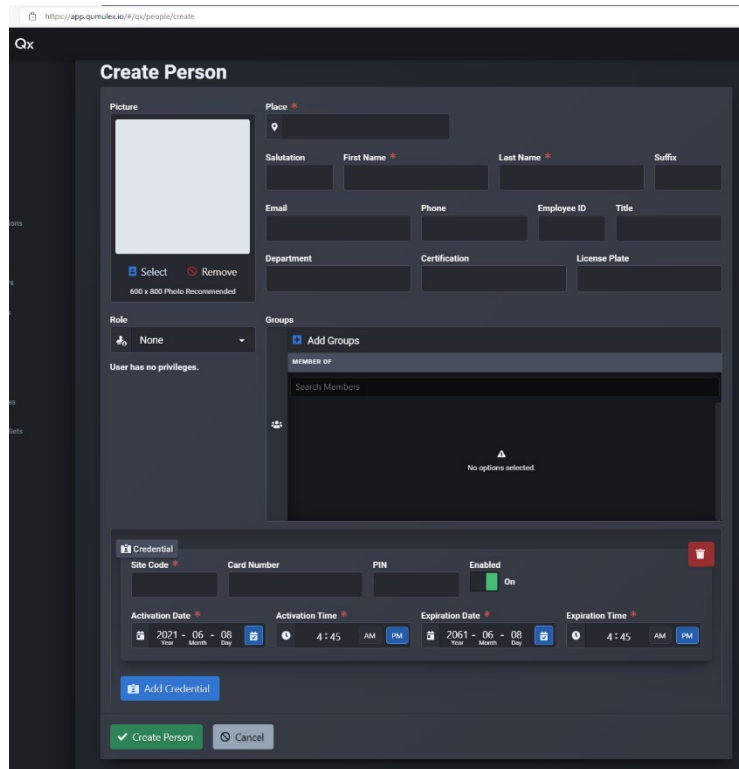 https://app.qumulex.io/#/qx/people/create
Qx
Create Person
Picture
Place *
Salutation First Name * Last Name * Suffix
Email Phone Employee ID Title
Select Remove
600 x 800 Photo Recommended
Department Certification License Plate
Role
None
User has no privileges.
Groups
Add Groups
MEMBER OF
Search Members
No options selected.
ions
s
es
Sets
Credential
Site Code * Card Number PIN Enabled
On
Activation Date * Activation Time * Expiration Date * Expiration Time *
2021 - 06 - 08 4:45 AM PM 2061 - 06 - 08 4:45 AM PM
Year Month Day Year Month Day
Add Credential
Create Person Cancel